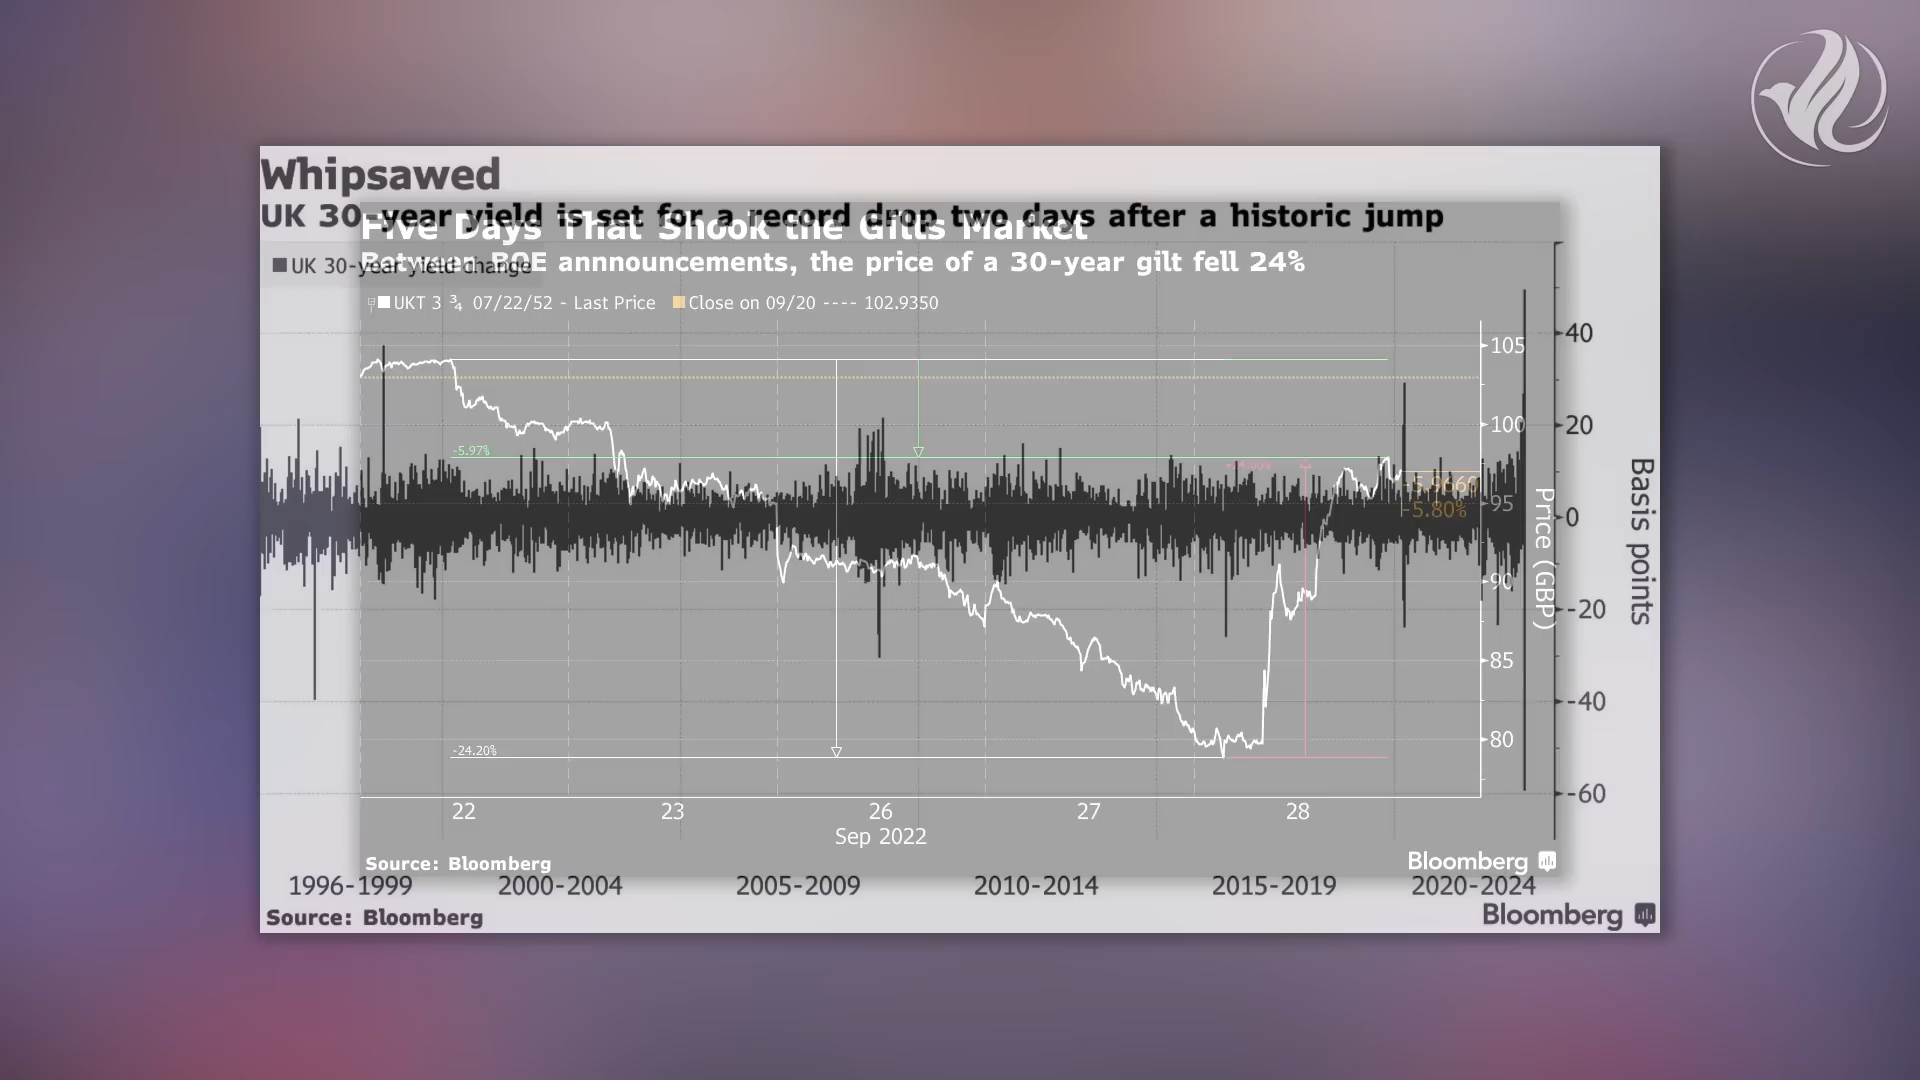 Whipsawed
UK 30-year yield is set for a record drop two days after a historic jump
UK 30-year yield change
Five Days That Shook the Gilts Market
Between BOE annnouncements, the price of a 30-year gilt fell 24%
UKT 3 ¾ 07/22/52 - Last Price Close on 09/20 ---- 102.9350
105
100
95
90
85
80
Price (GBP)
40
20
0
-20
-40
-60
Basis points
-5.97%
-5.9660
-5.80%
-24.20%
22 23 26 27 28
Sep 2022
Source: Bloomberg
Bloomberg
1996-1999 2000-2004 2005-2009 2010-2014 2015-2019 2020-2024
Source: Bloomberg
Bloomberg